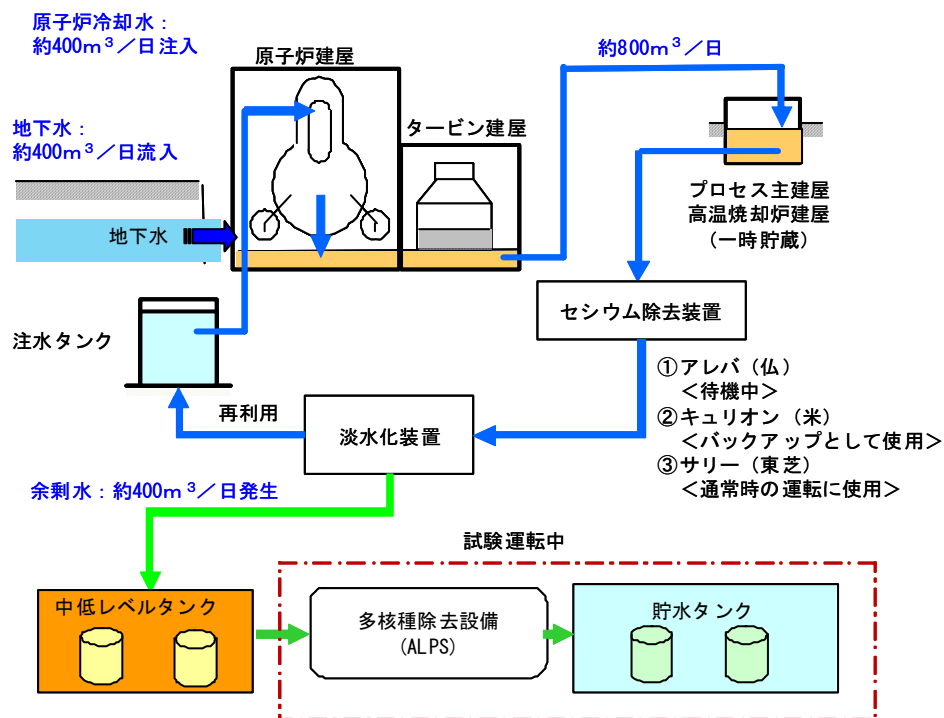 原子炉冷却水：
約400m³／日注入
原子炉建屋
約800m³／日
地下水：
約400m³／日流入
タービン建屋
プロセス主建屋
高温焼却炉建屋
（一時貯蔵）
地下水
セシウム除去装置
注水タンク
①アレバ（仏）
＜待機中＞
②キュリオン（米）
＜バックアップとして使用＞
③サリー（東芝）
＜通常時の運転に使用＞
再利用
淡水化装置
余剰水：約400m³／日発生
試験運転中
中低レベルタンク
多核種除去設備
(ALPS)
貯水タンク